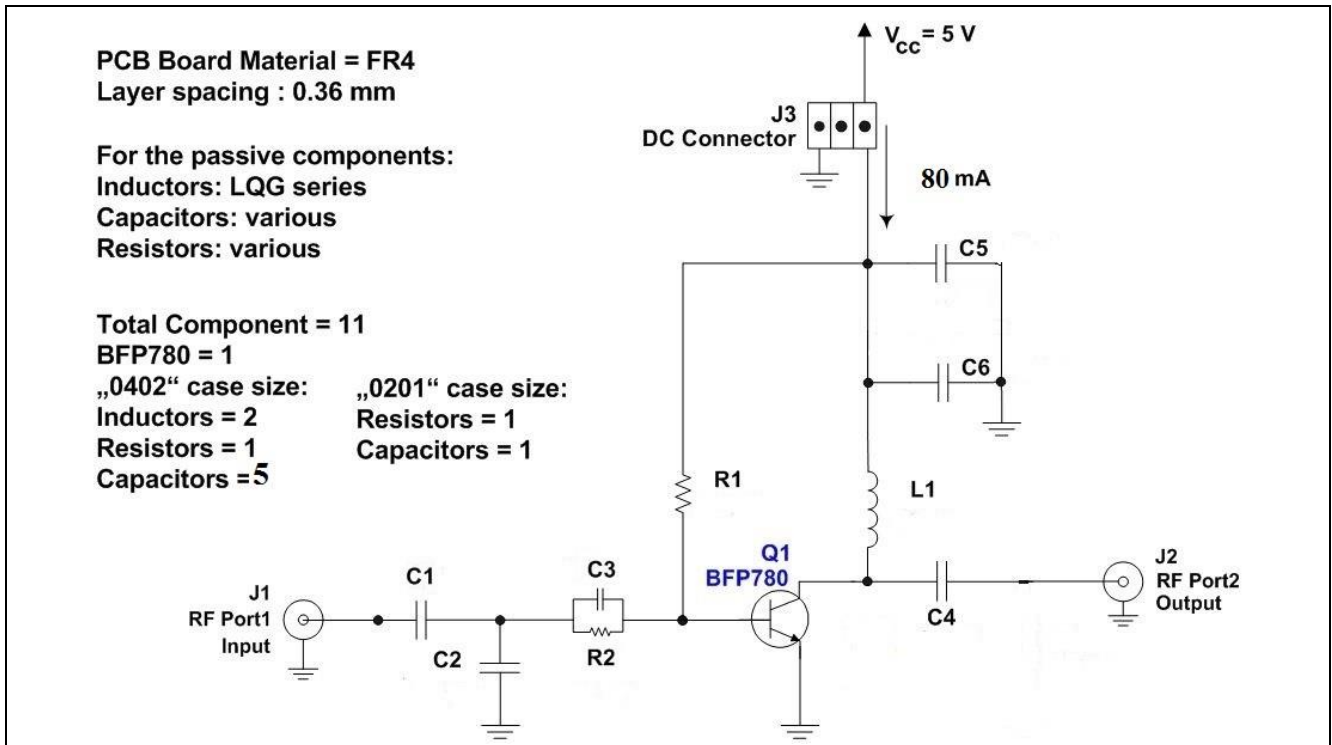 PCB Board Material = FR4
Layer spacing : 0.36 mm
For the passive components:
Inductors: LQG series
Capacitors: various
Resistors: various
Total Component = 11
BFP780 = 1
„0402“ case size:
Inductors = 2
Resistors = 1
Capacitors =5
„0201“ case size:
Resistors = 1
Capacitors = 1
VCC = 5 V
J3
DC Connector
80 mA
C5
C6
R1
L1
Q1
BFP780
J1
RF Port1
Input
C1
C2
C3
R2
C4
J2
RF Port2
Output